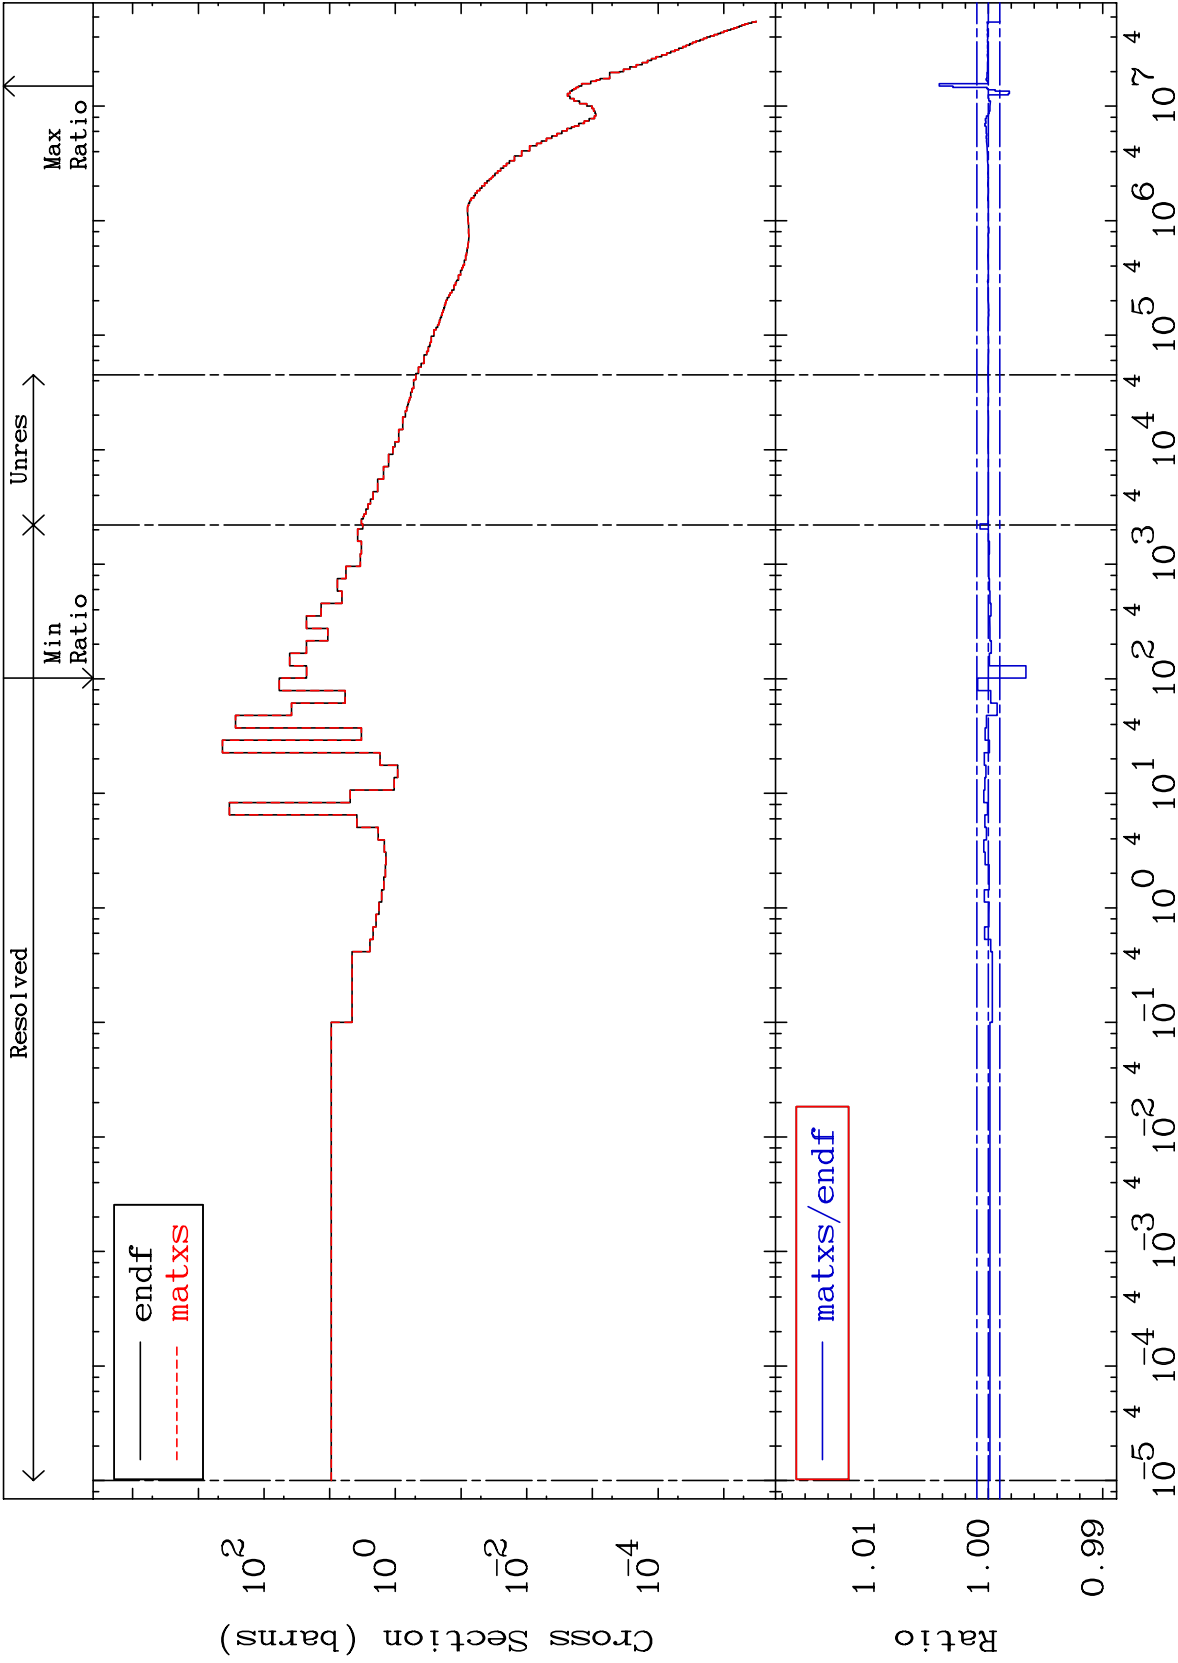 Resolved
Unres
Min
Ratio
Max
Ratio
Cross Section (barns)
10^2
10^0
10^-2
10^-4
endf
matxs
Ratio
1.01
1.00
0.99
matxs/endf
10^-5 4 10^-4 4 10^-3 4 10^-2 4 10^-1 4 10^0 4 10^1 4 10^2 4 10^3 4 10^4 4 10^5 4 10^6 4 10^7 4